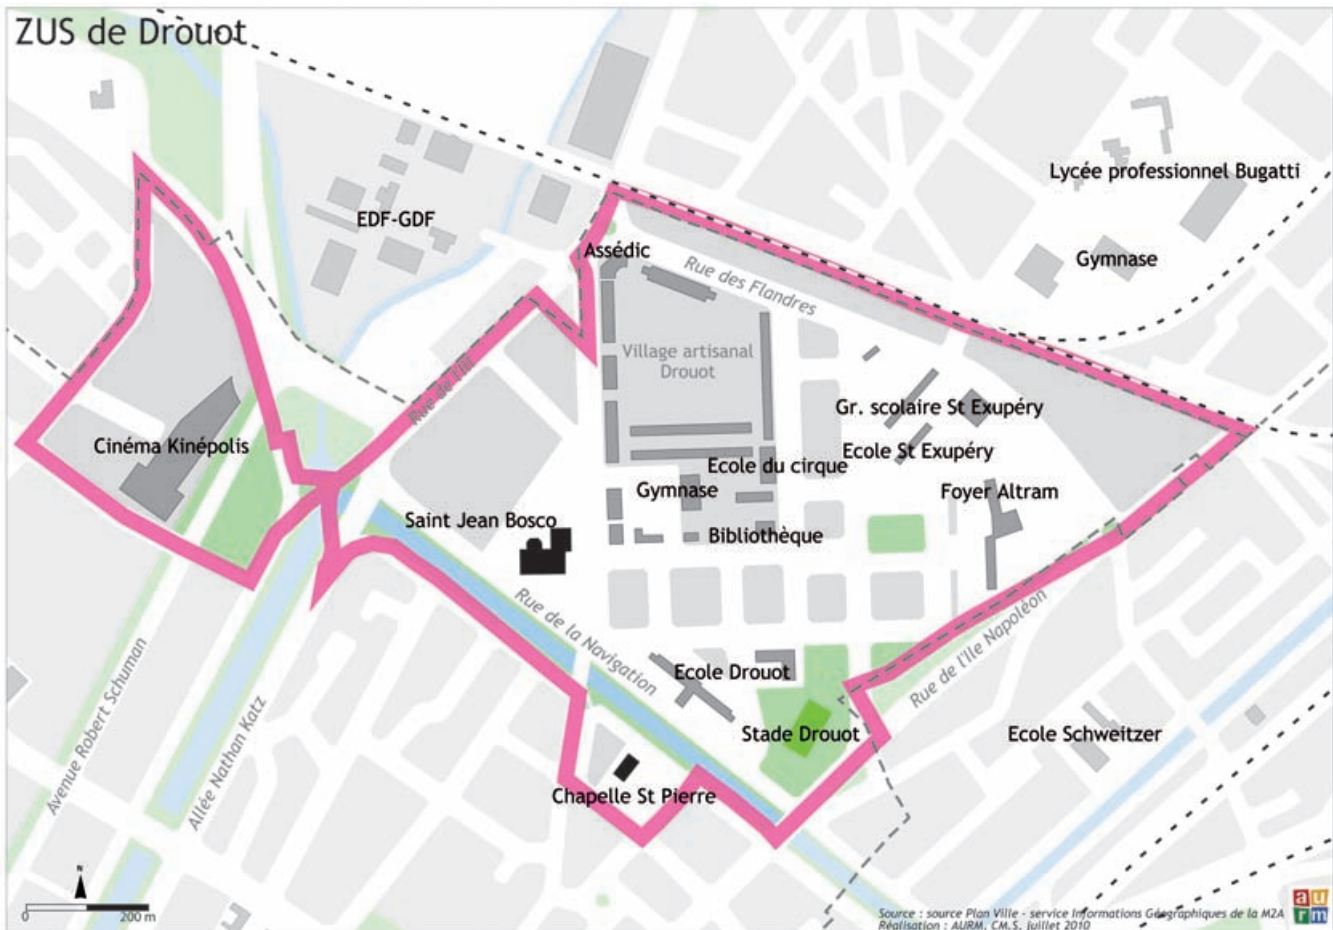 ZUS de Drouot
Lycée professionnel Bugatti
EDF-GDF
Assédic
Gymnase
Rue des Flandres
Village artisanal
Drouot
Rue de l'Ill
Gr. scolaire St Exupéry
Cinéma Kinépolis
Ecole St Exupéry
Ecole du cirque
Gymnase
Foyer Altram
Saint Jean Bosco
Bibliothèque
Rue de la Navigation
Rue de l'Ile Napoléon
Ecole Drouot
Avenue Robert Schuman
Allée Nathan Katz
Stade Drouot
Ecole Schweitzer
Chapelle St Pierre
N
0 200 m
Source : source Plan Ville - service Informations Géographiques de la M2A
Réalisation : AURM, CM.S, Juillet 2010
au
rm